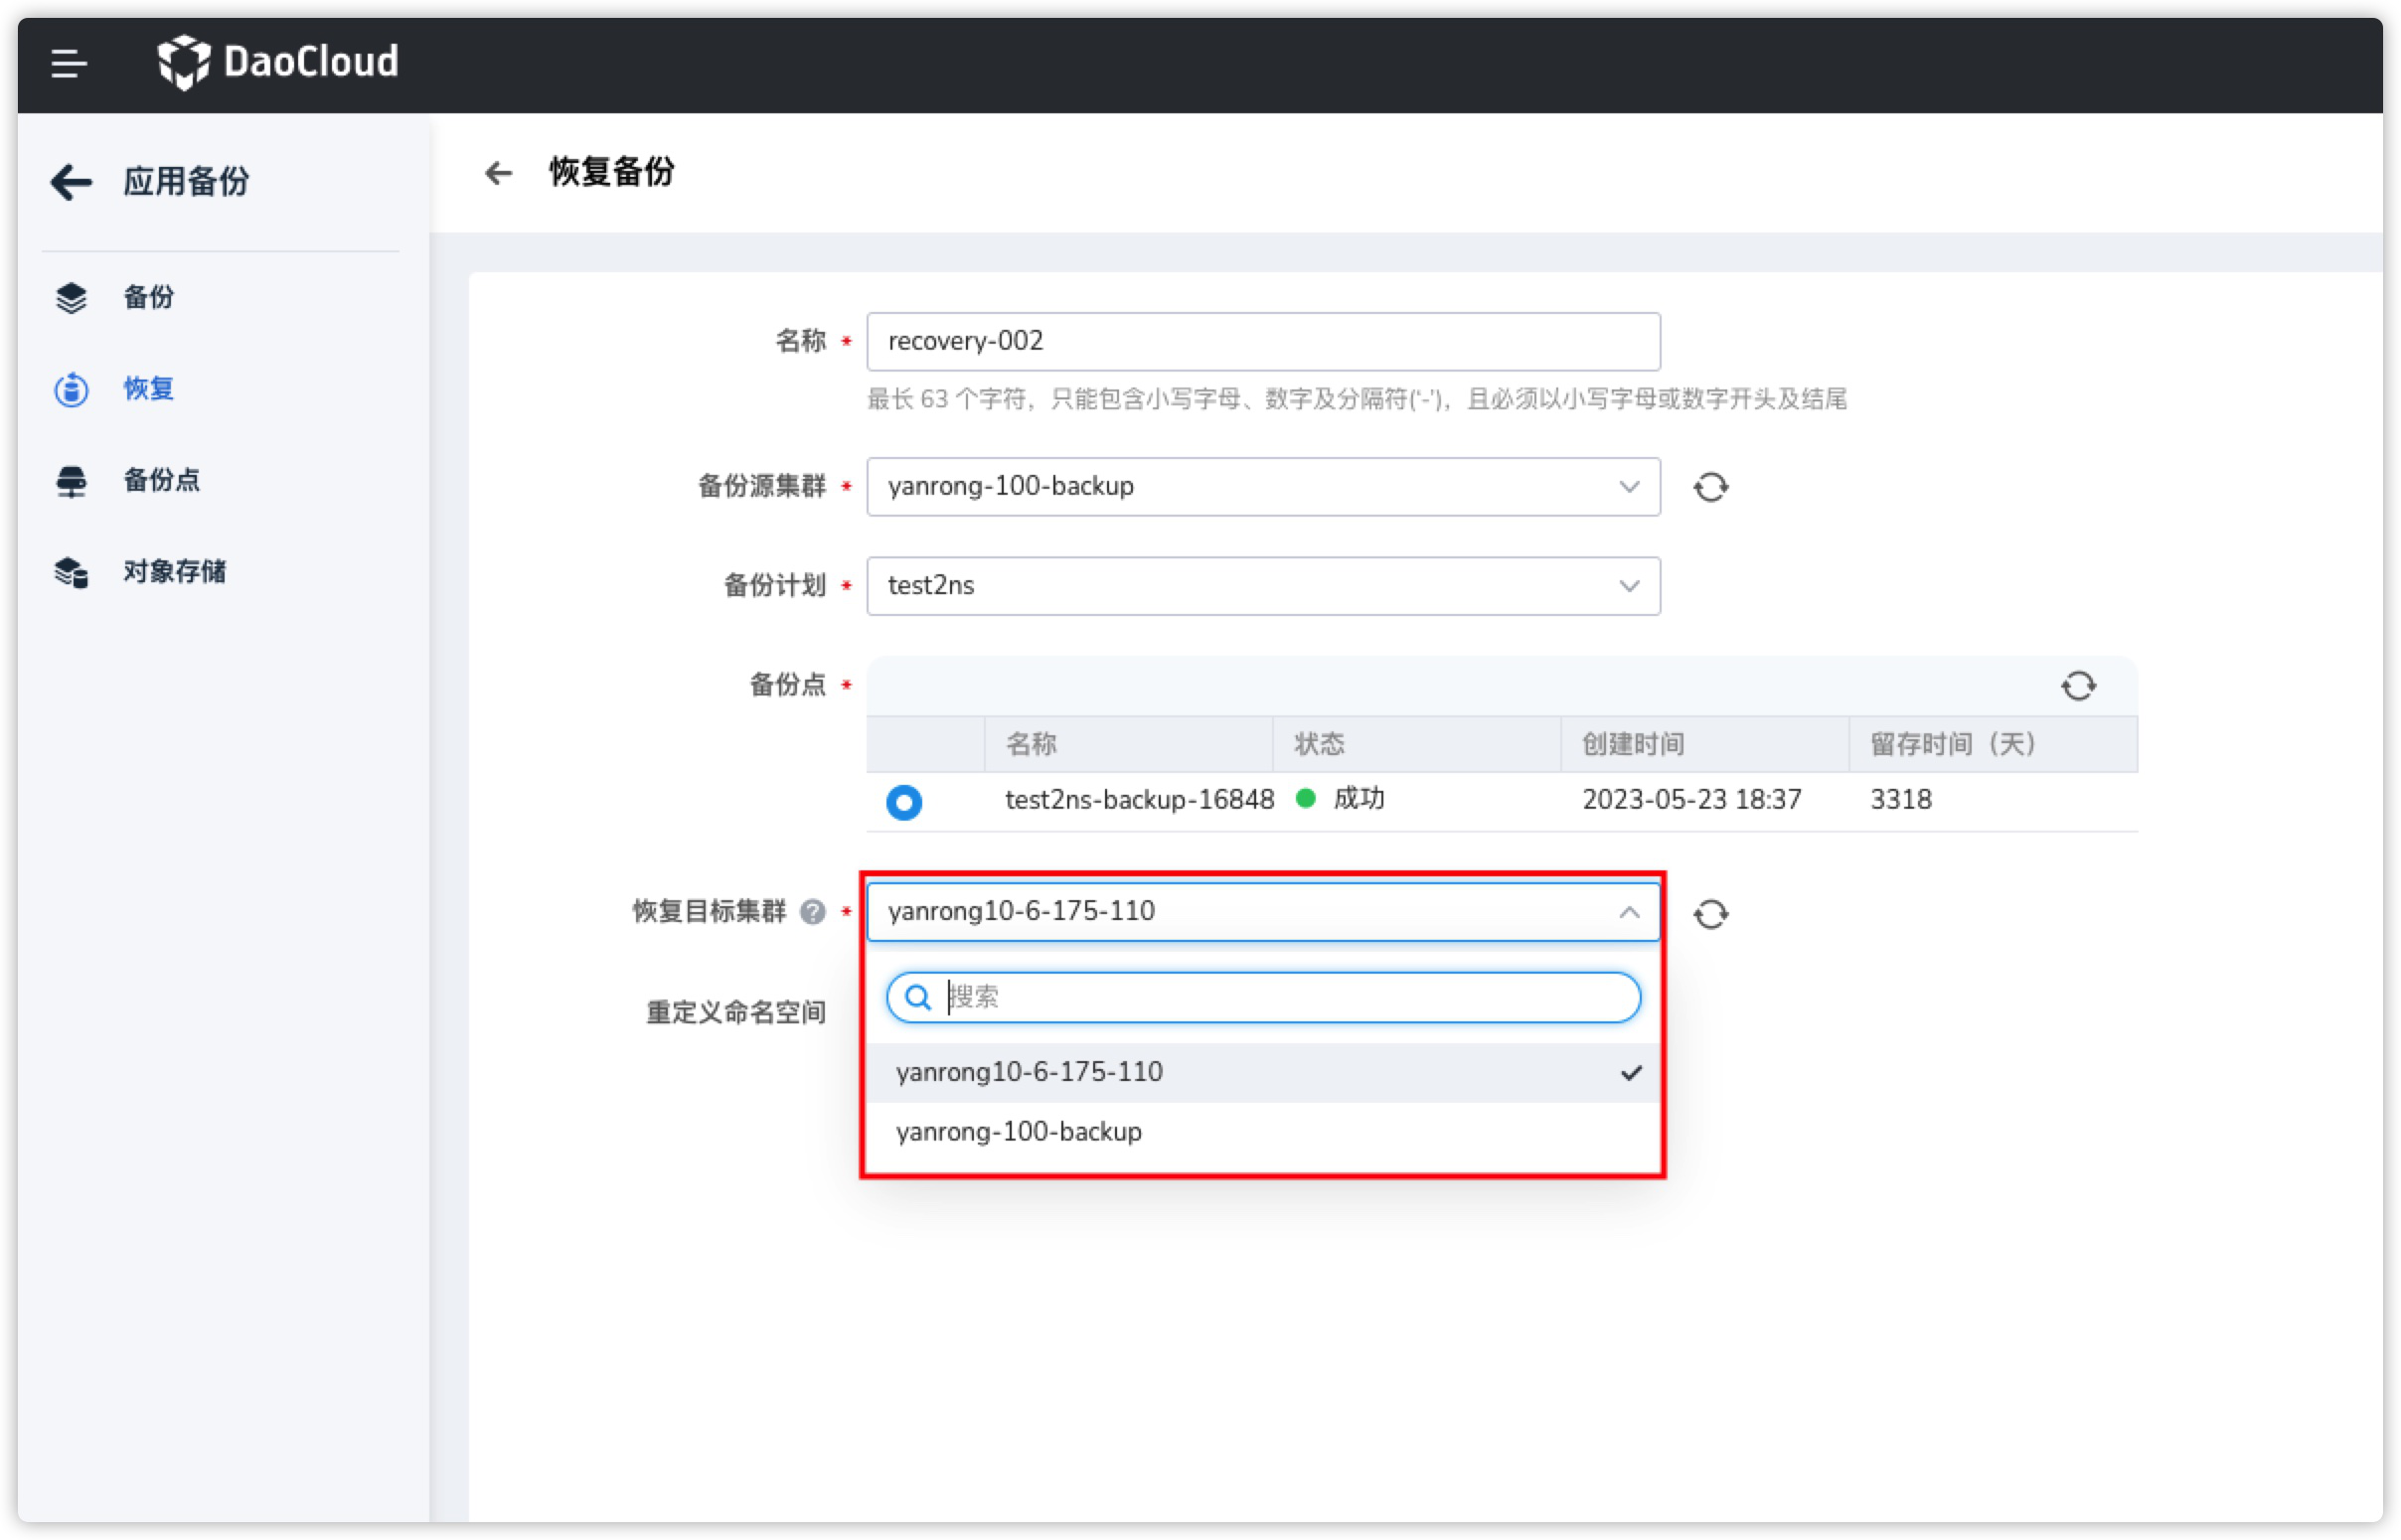 DaoCloud
应用备份
备份
恢复
备份点
对象存储
恢复备份
名称 * recovery-002
最长 63 个字符，只能包含小写字母、数字及分隔符('-')，且必须以小写字母或数字开头及结尾
备份源集群 * yanrong-100-backup
备份计划 * test2ns
备份点 *
名称 状态 创建时间 留存时间（天）
test2ns-backup-16848 成功 2023-05-23 18:37 3318
恢复目标集群 ? * yanrong10-6-175-110
搜索
重定义命名空间
yanrong10-6-175-110
yanrong-100-backup